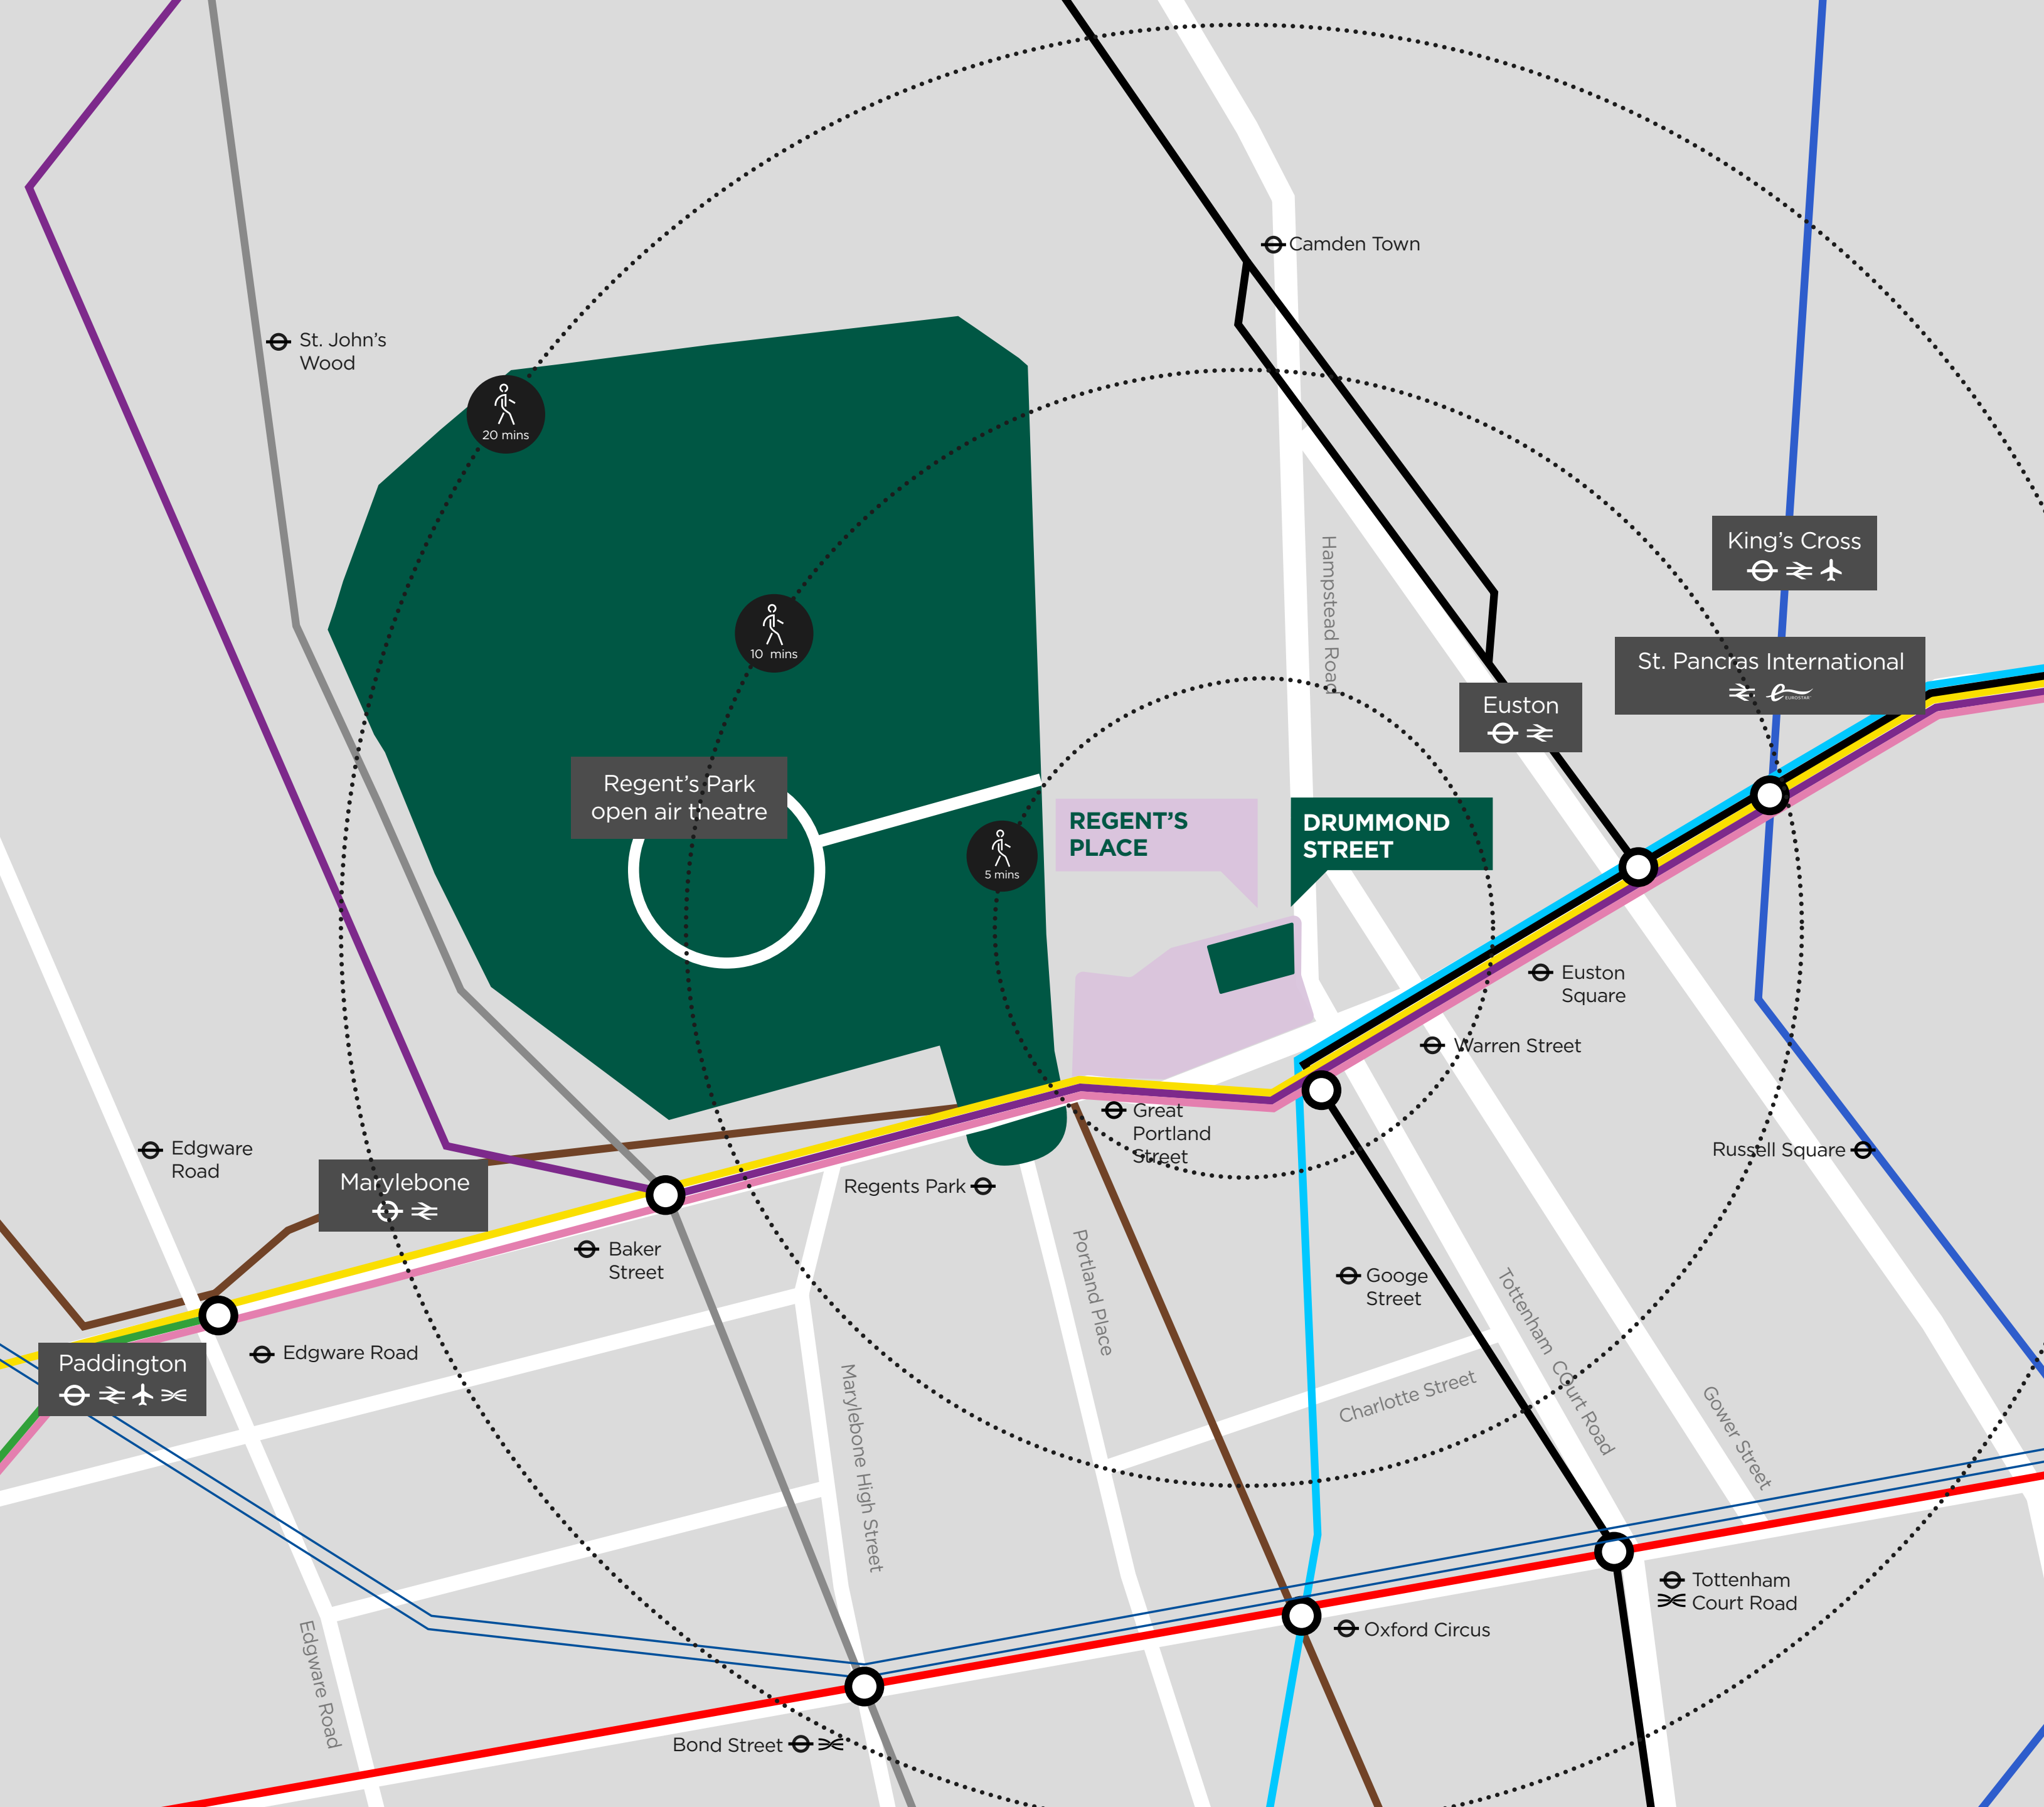 Camden Town
St. John's
Wood
20 mins
King's Cross
Hampstead Road
10 mins
St. Pancras International
EUROSTAR
Euston
Regent's Park
open air theatre
REGENT'S
PLACE
DRUMMOND
STREET
5 mins
Euston
Square
Warren Street
Great
Portland
Street
Edgware
Road
Russell Square
Marylebone
Regents Park
Baker
Street
Portland Place
Googe
Street
Tottenham COurt Road
Edgware Road
Paddington
Marylebone High Street
Charlotte Street
Gower Street
Tottenham
Court Road
Edgware Road
Oxford Circus
Bond Street